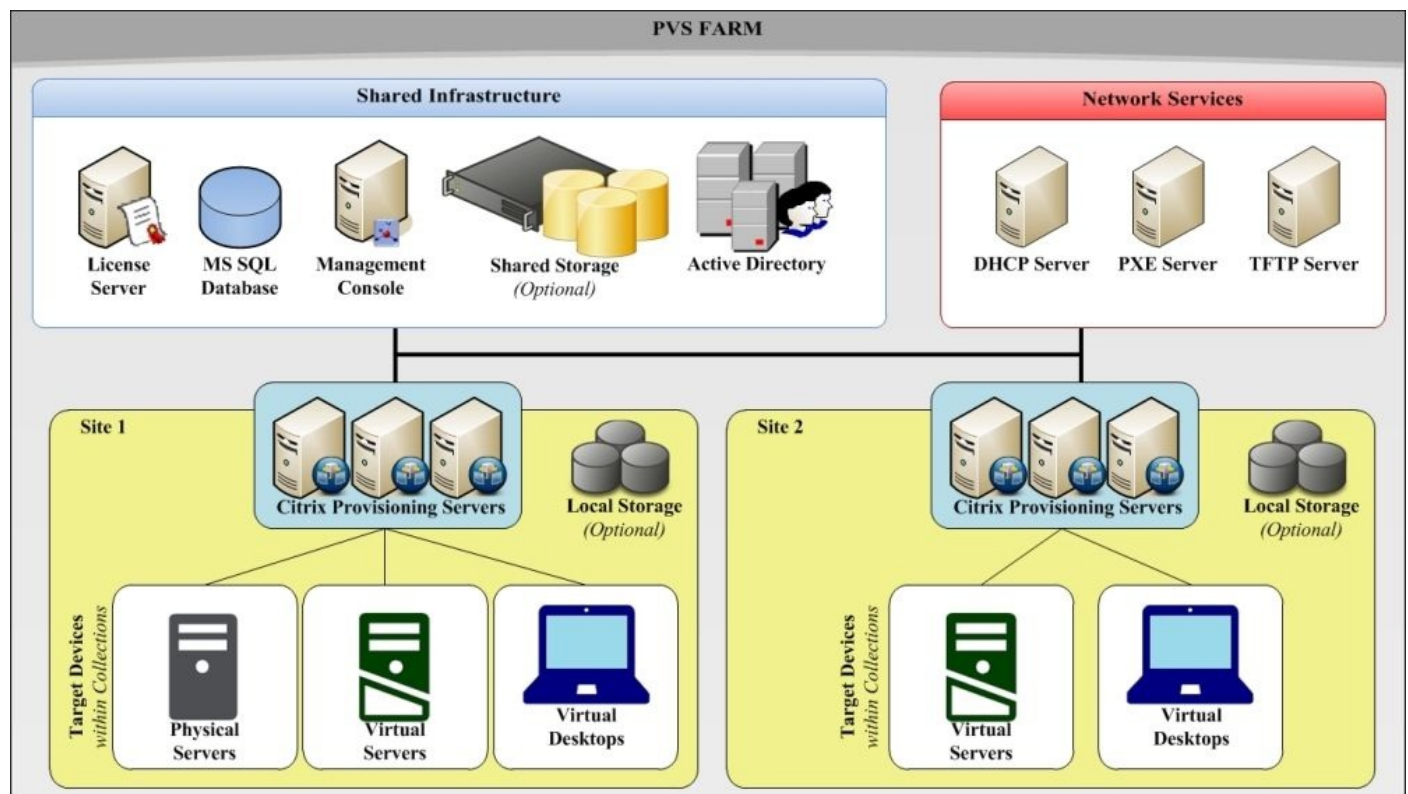 PVS FARM
Shared Infrastructure
Network Services
License
Server
MS SQL
Database
Management
Console
Shared Storage
(Optional)
Active Directory
DHCP Server
PXE Server
TFTP Server
Site 1
Citrix Provisioning Servers
Local Storage
(Optional)
Target Devices
within Collections
Physical
Servers
Virtual
Servers
Virtual
Desktops
Site 2
Citrix Provisioning Servers
Local Storage
(Optional)
Target Devices
within Collections
Virtual
Servers
Virtual
Desktops